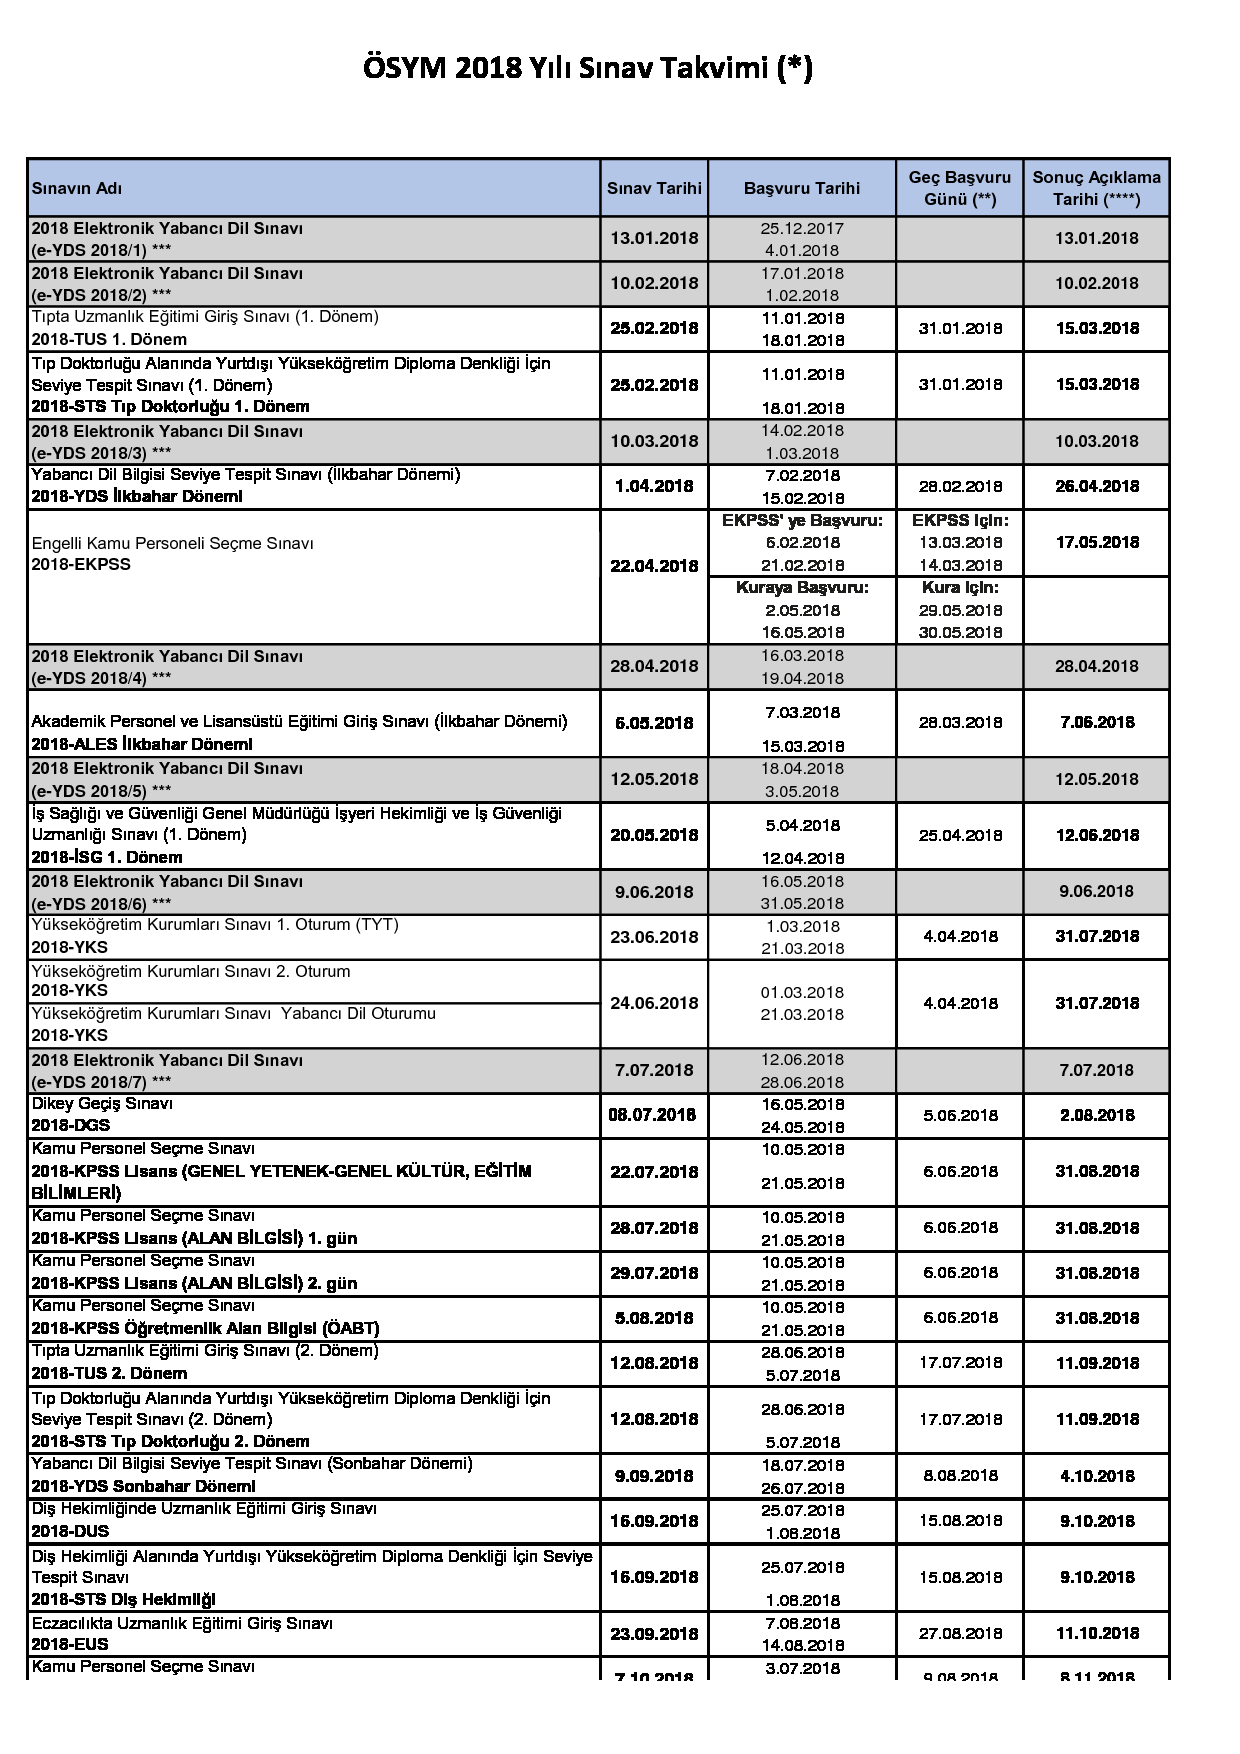 ÖSYM 2018 Yılı Sınav Takvimi (*)
Sınavın Adı
Sınav Tarihi
Başvuru Tarihi
Geç Başvuru
Günü (**)
Sonuç Açıklama
Tarihi (****)
2018 Elektronik Yabancı Dil Sınavı
(e-YDS 2018/1) ***
13.01.2018
25.12.2017
4.01.2018
13.01.2018
2018 Elektronik Yabancı Dil Sınavı
(e-YDS 2018/2) ***
10.02.2018
17.01.2018
1.02.2018
10.02.2018
Tıpta Uzmanlık Eğitimi Giriş Sınavı (1. Dönem)
2018-TUS 1. Dönem
25.02.2018
11.01.2018
18.01.2018
31.01.2018
15.03.2018
Tıp Doktorluğu Alanında Yurtdışı Yükseköğretim Diploma Denkliği İçin
Seviye Tespit Sınavı (1. Dönem)
2018-STS Tıp Doktorluğu 1. Dönem
25.02.2018
11.01.2018
18.01.2018
31.01.2018
15.03.2018
2018 Elektronik Yabancı Dil Sınavı
(e-YDS 2018/3) ***
10.03.2018
14.02.2018
1.03.2018
10.03.2018
Yabancı Dil Bilgisi Seviye Tespit Sınavı (İlkbahar Dönemi)
2018-YDS İlkbahar Dönemi
1.04.2018
7.02.2018
15.02.2018
28.02.2018
26.04.2018
Engelli Kamu Personeli Seçme Sınavı
2018-EKPSS
22.04.2018
EKPSS' ye Başvuru:
6.02.2018
21.02.2018
EKPSS için:
13.03.2018
14.03.2018
17.05.2018
Kuraya Başvuru:
2.05.2018
16.05.2018
Kura için:
29.05.2018
30.05.2018
2018 Elektronik Yabancı Dil Sınavı
(e-YDS 2018/4) ***
28.04.2018
16.03.2018
19.04.2018
28.04.2018
Akademik Personel ve Lisansüstü Eğitimi Giriş Sınavı (İlkbahar Dönemi)
2018-ALES İlkbahar Dönemi
6.05.2018
7.03.2018
15.03.2018
28.03.2018
7.06.2018
2018 Elektronik Yabancı Dil Sınavı
(e-YDS 2018/5) ***
12.05.2018
18.04.2018
3.05.2018
12.05.2018
İş Sağlığı ve Güvenliği Genel Müdürlüğü İşyeri Hekimliği ve İş Güvenliği
Uzmanlığı Sınavı (1. Dönem)
2018-İSG 1. Dönem
20.05.2018
5.04.2018
12.04.2018
25.04.2018
12.06.2018
2018 Elektronik Yabancı Dil Sınavı
(e-YDS 2018/6) ***
9.06.2018
16.05.2018
31.05.2018
9.06.2018
Yükseköğretim Kurumları Sınavı 1. Oturum (TYT)
2018-YKS
23.06.2018
1.03.2018
21.03.2018
4.04.2018
31.07.2018
Yükseköğretim Kurumları Sınavı 2. Oturum
2018-YKS
Yükseköğretim Kurumları Sınavı  Yabancı Dil Oturumu
2018-YKS
24.06.2018
01.03.2018
21.03.2018
4.04.2018
31.07.2018
2018 Elektronik Yabancı Dil Sınavı
(e-YDS 2018/7) ***
7.07.2018
12.06.2018
28.06.2018
7.07.2018
Dikey Geçiş Sınavı
2018-DGS
08.07.2018
16.05.2018
24.05.2018
5.06.2018
2.08.2018
Kamu Personel Seçme Sınavı
2018-KPSS Lisans (GENEL YETENEK-GENEL KÜLTÜR, EĞİTİM
BİLİMLERİ)
22.07.2018
10.05.2018
21.05.2018
6.06.2018
31.08.2018
Kamu Personel Seçme Sınavı
2018-KPSS Lisans (ALAN BİLGİSİ) 1. gün
28.07.2018
10.05.2018
21.05.2018
6.06.2018
31.08.2018
Kamu Personel Seçme Sınavı
2018-KPSS Lisans (ALAN BİLGİSİ) 2. gün
29.07.2018
10.05.2018
21.05.2018
6.06.2018
31.08.2018
Kamu Personel Seçme Sınavı
2018-KPSS Öğretmenlik Alan Bilgisi (ÖABT)
5.08.2018
10.05.2018
21.05.2018
6.06.2018
31.08.2018
Tıpta Uzmanlık Eğitimi Giriş Sınavı (2. Dönem)
2018-TUS 2. Dönem
12.08.2018
28.06.2018
5.07.2018
17.07.2018
11.09.2018
Tıp Doktorluğu Alanında Yurtdışı Yükseköğretim Diploma Denkliği İçin
Seviye Tespit Sınavı (2. Dönem)
2018-STS Tıp Doktorluğu 2. Dönem
12.08.2018
28.06.2018
5.07.2018
17.07.2018
11.09.2018
Yabancı Dil Bilgisi Seviye Tespit Sınavı (Sonbahar Dönemi)
2018-YDS Sonbahar Dönemi
9.09.2018
18.07.2018
26.07.2018
8.08.2018
4.10.2018
Diş Hekimliğinde Uzmanlık Eğitimi Giriş Sınavı
2018-DUS
16.09.2018
25.07.2018
1.08.2018
15.08.2018
9.10.2018
Diş Hekimliği Alanında Yurtdışı Yükseköğretim Diploma Denkliği İçin Seviye
Tespit Sınavı
2018-STS Diş Hekimliği
16.09.2018
25.07.2018
1.08.2018
15.08.2018
9.10.2018
Eczacılıkta Uzmanlık Eğitimi Giriş Sınavı
2018-EUS
23.09.2018
7.08.2018
14.08.2018
27.08.2018
11.10.2018
Kamu Personel Seçme Sınavı
7.10.2018
3.07.2018
9.08.2018
8.11.2018